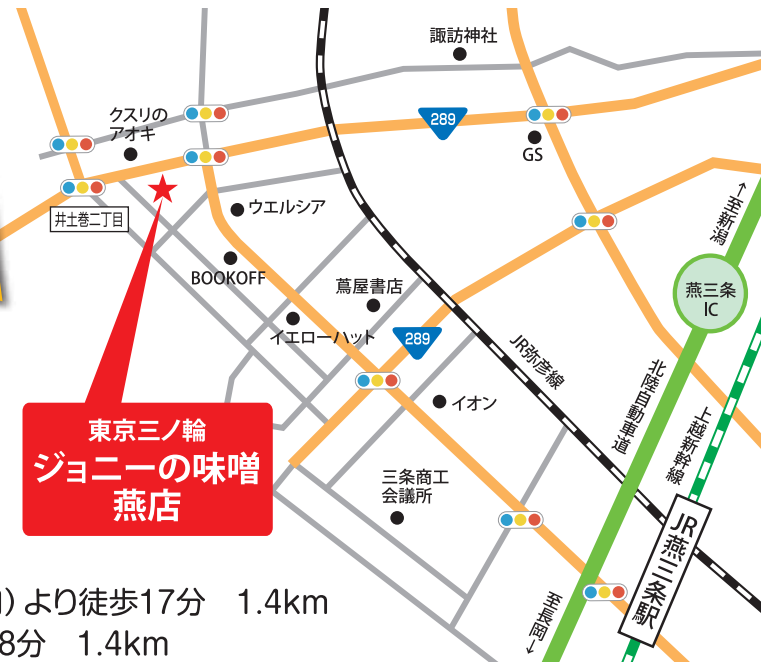 諏訪神社
クスリの
アオキ
289
GS
井土巻二丁目
ウエルシア
BOOKOFF
↑至新潟
燕三条
IC
蔦屋書店
イエローハット
289
JR弥彦線
北陸自動車道
上越新幹線
イオン
東京三ノ輪
ジョニーの味噌
燕店
三条商工
会議所
JR燕三条駅
至長岡↓
)より徒歩17分 1.4km
8分 1.4km